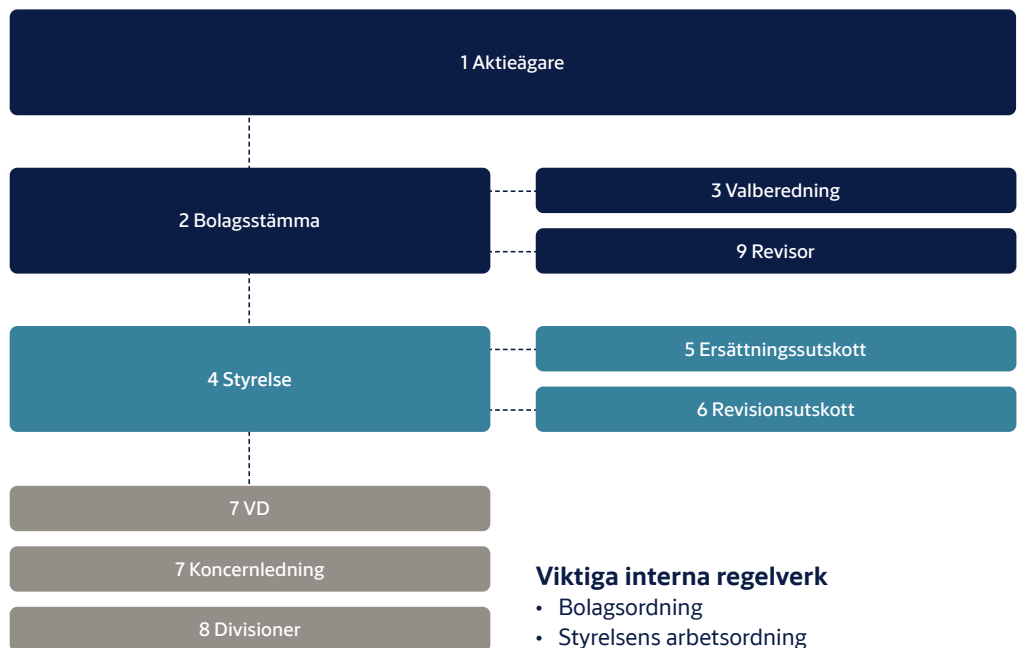 1 Aktieägare
2 Bolagsstämma
3 Valberedning
9 Revisor
4 Styrelse
5 Ersättningssutskott
6 Revisionsutskott
7 VD
7 Koncernledning
8 Divisioner
Viktiga interna regelverk
• Bolagsordning
• Styrelsens arbetsordning